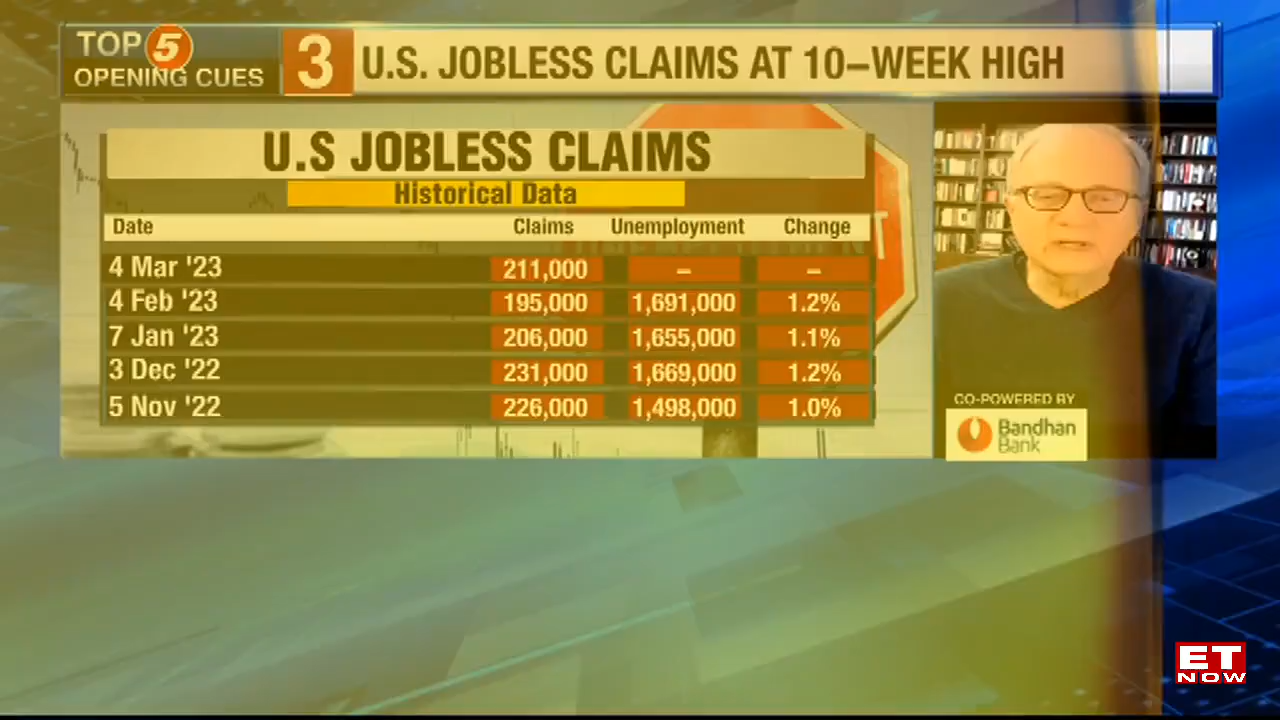 TOP 5
OPENING CUES
3
U.S. JOBLESS CLAIMS AT 10–WEEK HIGH
U.S JOBLESS CLAIMS
Historical Data
Date Claims Unemployment Change
4 Mar '23 211,000 – –
4 Feb '23 195,000 1,691,000 1.2%
7 Jan '23 206,000 1,655,000 1.1%
3 Dec '22 231,000 1,669,000 1.2%
5 Nov '22 226,000 1,498,000 1.0%
CO-POWERED BY
Bandhan
Bank
ET
NOW